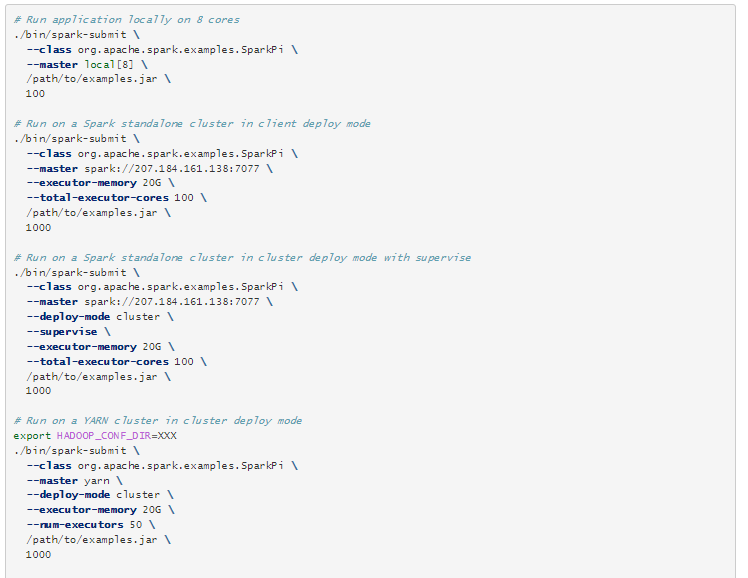 # Run application locally on 8 cores
./bin/spark-submit \
--class org.apache.spark.examples.SparkPi \
--master local[8] \
/path/to/examples.jar \
100
# Run on a Spark standalone cluster in client deploy mode
./bin/spark-submit \
--class org.apache.spark.examples.SparkPi \
--master spark://207.184.161.138:7077 \
--executor-memory 20G \
--total-executor-cores 100 \
/path/to/examples.jar \
1000
# Run on a Spark standalone cluster in cluster deploy mode with supervise
./bin/spark-submit \
--class org.apache.spark.examples.SparkPi \
--master spark://207.184.161.138:7077 \
--deploy-mode cluster \
--supervise \
--executor-memory 20G \
--total-executor-cores 100 \
/path/to/examples.jar \
1000
# Run on a YARN cluster in cluster deploy mode
export HADOOP_CONF_DIR=XXX
./bin/spark-submit \
--class org.apache.spark.examples.SparkPi \
--master yarn \
--deploy-mode cluster \
--executor-memory 20G \
--num-executors 50 \
/path/to/examples.jar \
1000